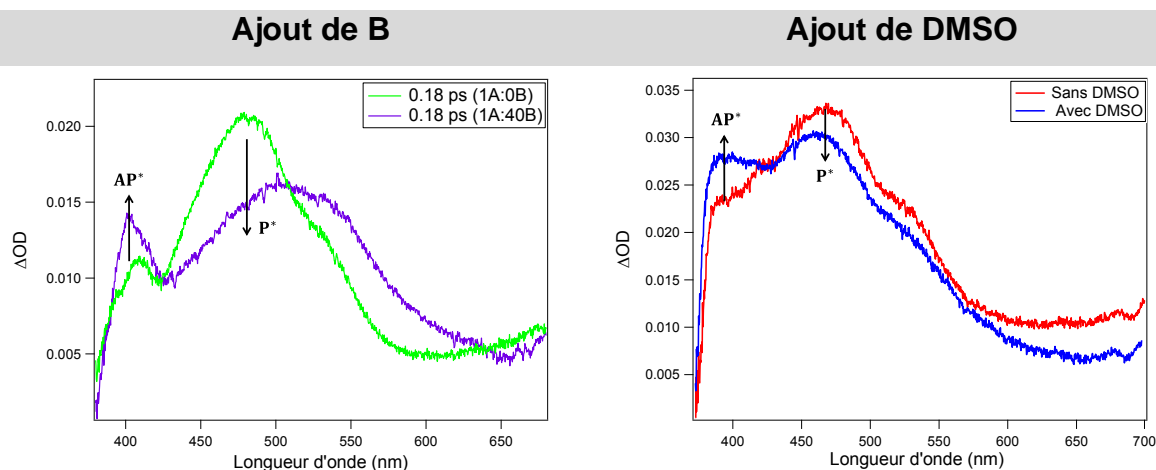 Ajout de B
Ajout de DMSO
0.18 ps (1A:0B)
0.18 ps (1A:40B)
0.020
0.015
0.010
0.005
ΔOD
AP*
P*
400
450
500
550
600
650
Longueur d'onde (nm)
Sans DMSO
Avec DMSO
0.035
0.030
0.025
0.020
0.015
0.010
0.005
ΔOD
AP*
P*
400
450
500
550
600
650
700
Longueur d'onde (nm)